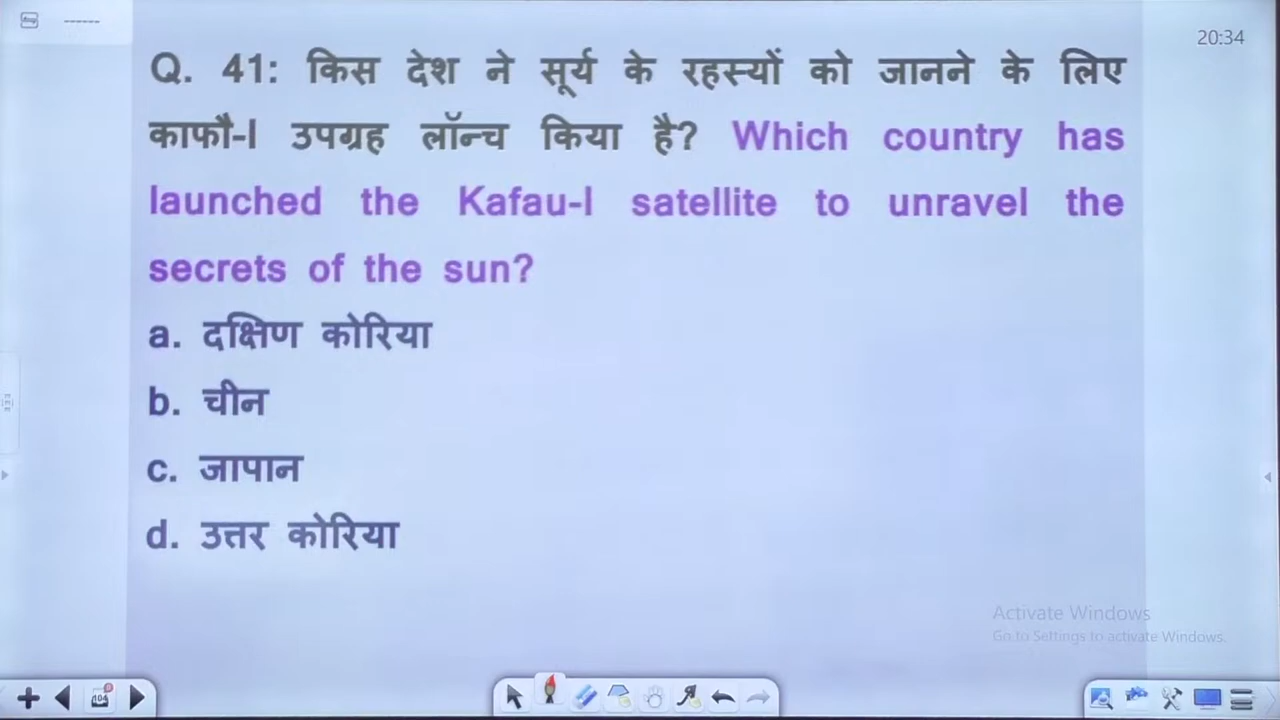 20:34
Q. 41: किस देश ने सूर्य के रहस्यों को जानने के लिए
काफौ-I उपग्रह लॉन्च किया है? Which country has
launched the Kafau-I satellite to unravel the
secrets of the sun?
a. दक्षिण कोरिया
b. चीन
c. जापान
d. उत्तर कोरिया
Activate Windows
Go to Settings to activate Windows.
104